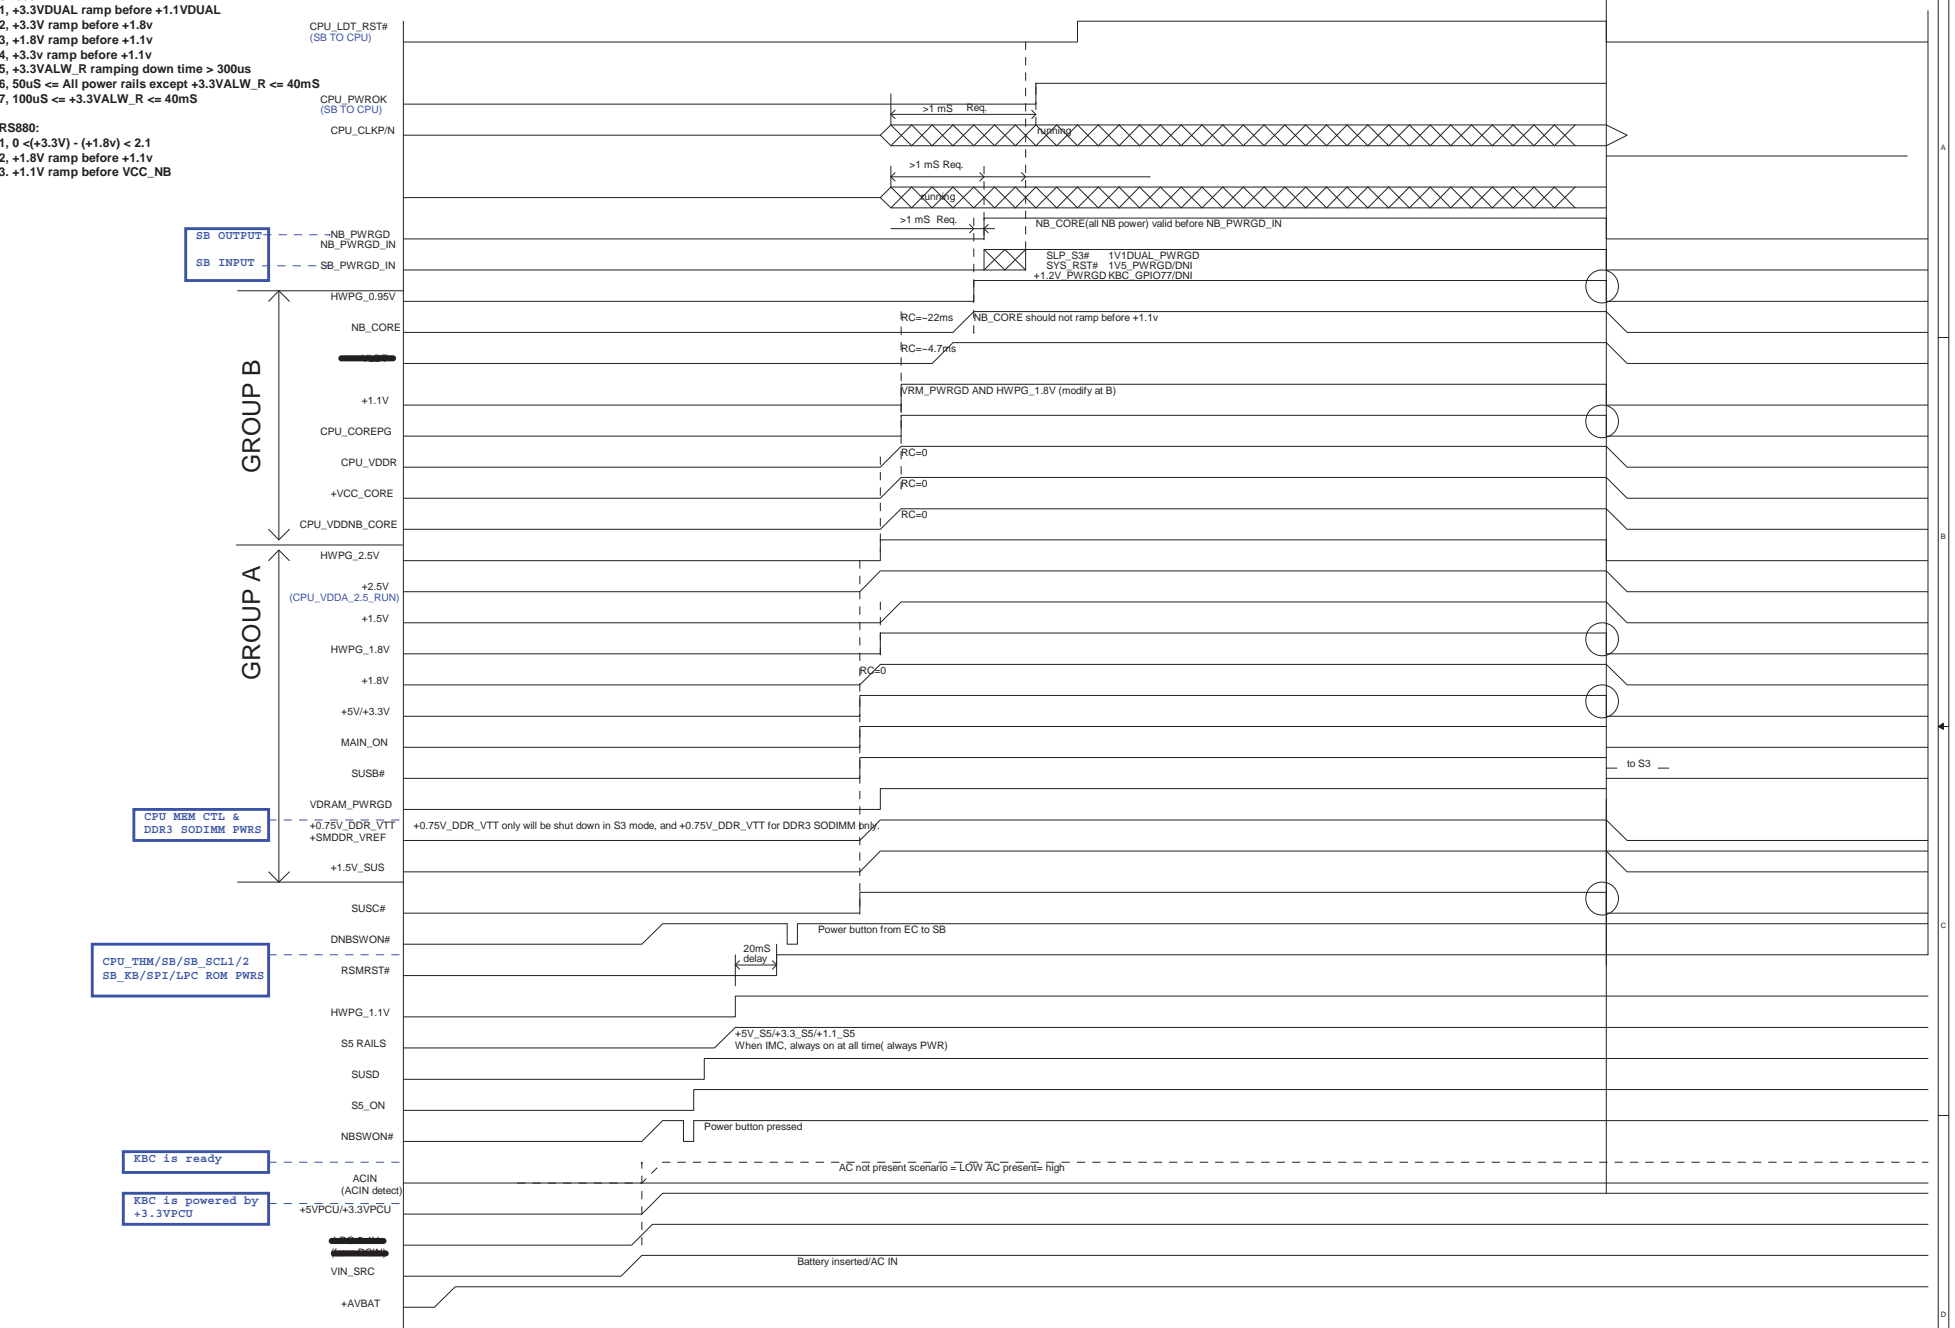 1, +3.3VDUAL ramp before +1.1VDUAL
2, +3.3V ramp before +1.8v
3, +1.8V ramp before +1.1v
4, +3.3v ramp before +1.1v
5, +3.3VALW_R ramping down time > 300us
6, 50uS <= All power rails except +3.3VALW_R <= 40mS
7, 100uS <= +3.3VALW_R <= 40mS
RS880:
1, 0 <(+3.3V) - (+1.8v) < 2.1
2, +1.8V ramp before +1.1v
3. +1.1V ramp before VCC_NB
CPU_LDT_RST#
(SB TO CPU)
CPU_PWROK
(SB TO CPU)
>1 mS Req.
CPU_CLKP/N
running
>1 mS Req.
running
>1 mS Req.
NB_CORE(all NB power) valid before NB_PWRGD_IN
SB OUTPUT
NB_PWRGD
NB_PWRGD_IN
SB INPUT
SB_PWRGD_IN
SLP_S3# 1V1DUAL_PWRGD
SYS_RST# 1V5_PWRGD/DNI
+1.2V_PWRGD KBC_GPIO77/DNI
HWPG_0.95V
NB_CORE
RC=~22ms
NB_CORE should not ramp before +1.1v
RC=~4.7ms
GROUP B
+1.1V
VRM_PWRGD AND HWPG_1.8V (modify at B)
CPU_COREPG
CPU_VDDR
RC=0
+VCC_CORE
RC=0
CPU_VDDNB_CORE
RC=0
GROUP A
HWPG_2.5V
+2.5V
(CPU_VDDA_2.5_RUN)
+1.5V
HWPG_1.8V
+1.8V
RC=0
+5V/+3.3V
MAIN_ON
SUSB#
to S3
VDRAM_PWRGD
CPU MEM CTL &
DDR3 SODIMM PWRS
+0.75V_DDR_VTT
+SMDDR_VREF
+0.75V_DDR_VTT only will be shut down in S3 mode, and +0.75V_DDR_VTT for DDR3 SODIMM only.
+1.5V_SUS
SUSC#
DNBSWON#
Power button from EC to SB
CPU_THM/SB/SB_SCL1/2
SB_KB/SPI/LPC ROM PWRS
20mS
delay
RSMRST#
HWPG_1.1V
S5 RAILS
+5V_S5/+3.3_S5/+1.1_S5
When IMC, always on at all time( always PWR)
SUSD
S5_ON
NBSWON#
Power button pressed
KBC is ready
AC not present scenario = LOW AC present= high
ACIN
(ACIN detect)
KBC is powered by
+3.3VPCU
+5VPCU/+3.3VPCU
VIN_SRC
Battery inserted/AC IN
+AVBAT
A
B
C
D